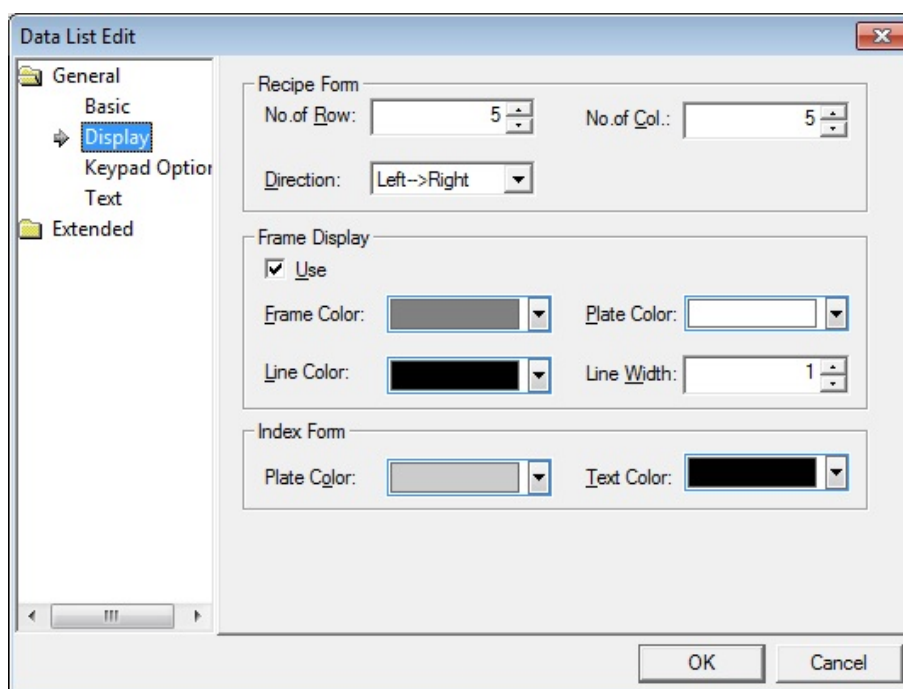 Data List Edit
General
Basic
Display
Keypad Option
Text
Extended
Recipe Form
No.of Row: 5
No.of Col.: 5
Direction: Left-->Right
Frame Display
Use
Frame Color:
Plate Color:
Line Color:
Line Width: 1
Index Form
Plate Color:
Text Color:
OK
Cancel